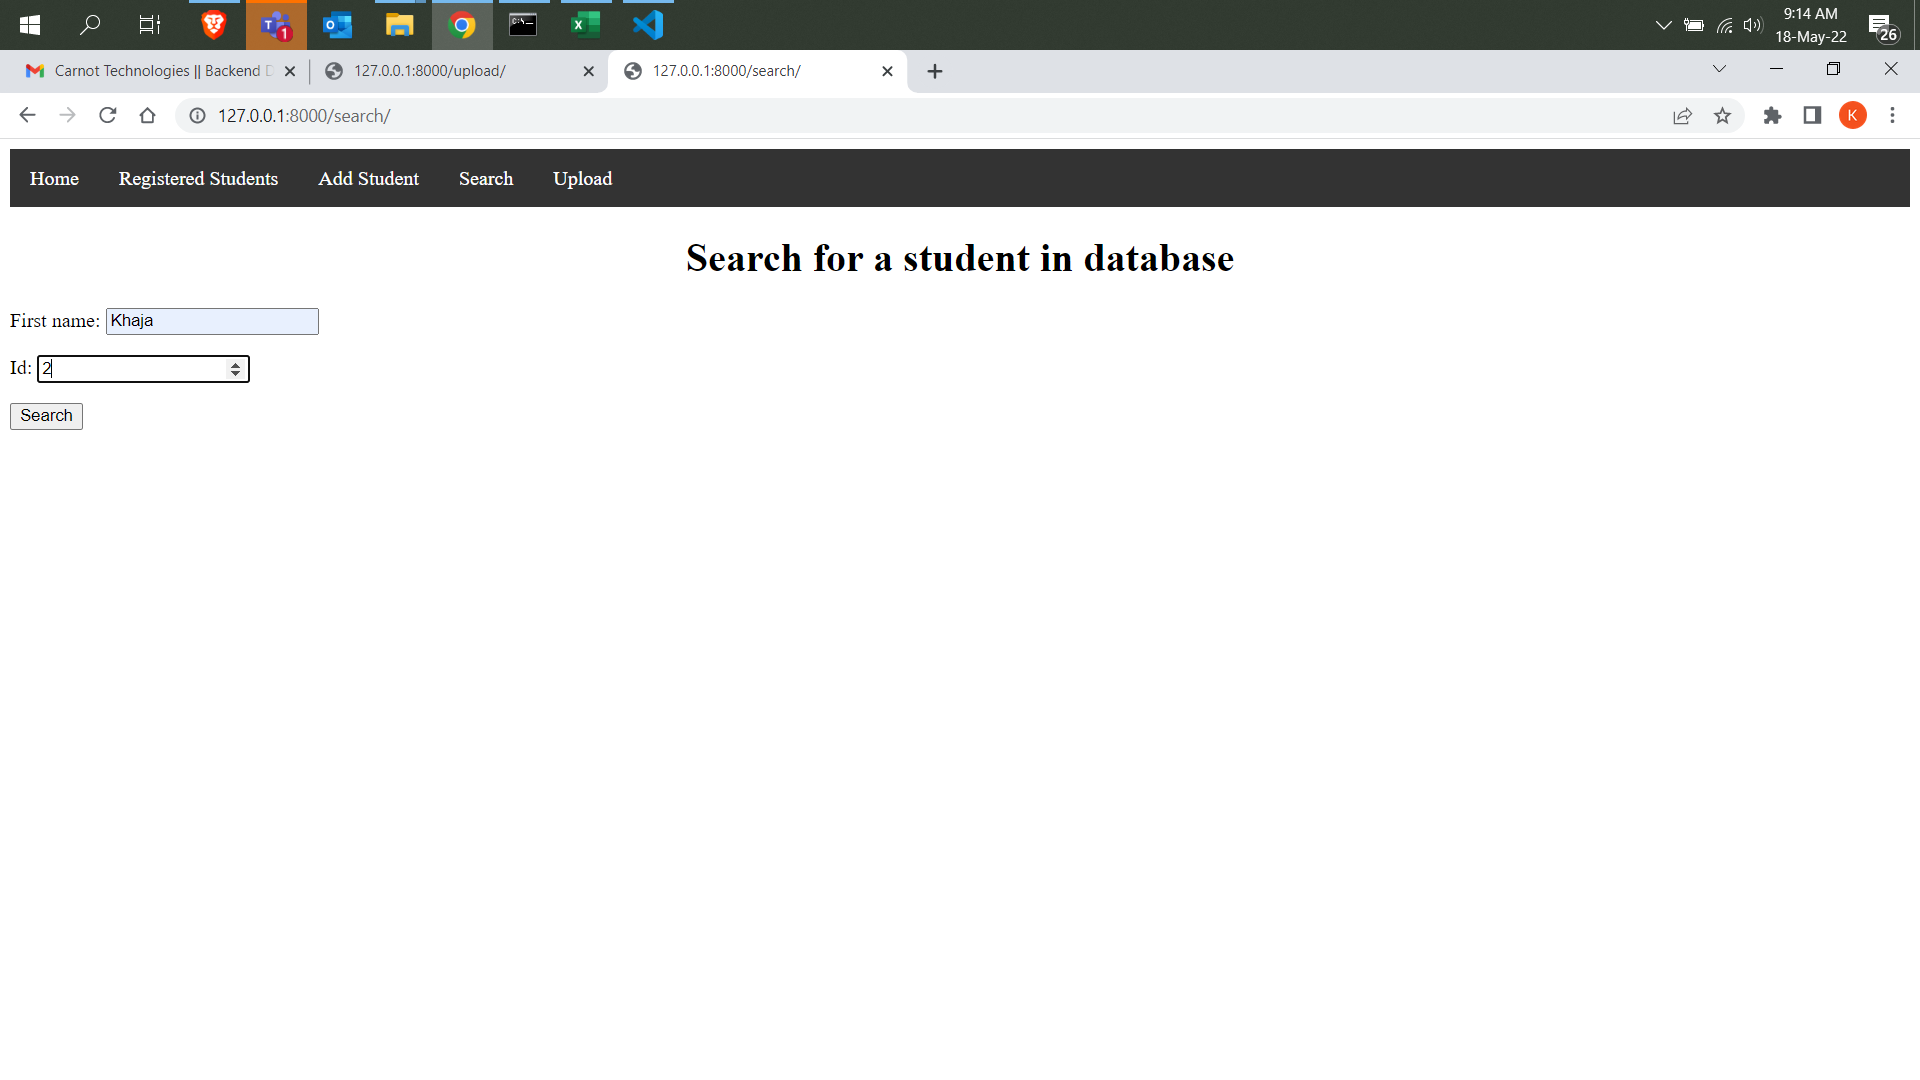 9:14 AM
18-May-22
26
1
Carnot Technologies || Backend D
127.0.0.1:8000/upload/
127.0.0.1:8000/search/
127.0.0.1:8000/search/
K
Home Registered Students Add Student Search Upload
Search for a student in database
First name: Khaja
Id: 2
Search